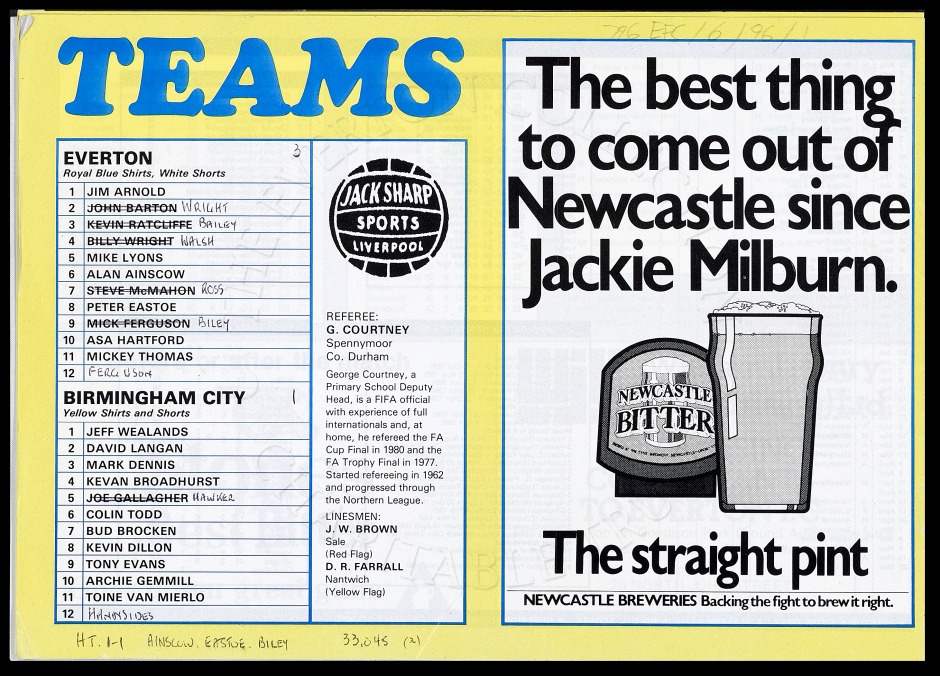 TEAMS
EVERTON 3
Royal Blue Shirts, White Shorts
1 JIM ARNOLD
2 JOHN BARTON WRIGHT
3 KEVIN RATCLIFFE BAILEY
4 BILLY WRIGHT WALSH
5 MIKE LYONS
6 ALAN AINSCOW
7 STEVE McMAHON ROSS
8 PETER EASTOE
9 MICK FERGUSON BILEY
10 ASA HARTFORD
11 MICKEY THOMAS
12 FERGUSON
BIRMINGHAM CITY 1
Yellow Shirts and Shorts
1 JEFF WEALANDS
2 DAVID LANGAN
3 MARK DENNIS
4 KEVAN BROADHURST
5 JOE GALLAGHER HAWKER
6 COLIN TODD
7 BUD BROCKEN
8 KEVIN DILLON
9 TONY EVANS
10 ARCHIE GEMMILL
11 TOINE VAN MIERLO
12 HANDYSIDES
HT. 1-1 AINSCOW, EASTOE, BILEY 33,045 (2)
JACK SHARP
SPORTS
LIVERPOOL
REFEREE:
G. COURTNEY
Spennymoor
Co. Durham
George Courtney, a
Primary School Deputy
Head, is a FIFA official
with experience of full
internationals and, at
home, he refereed the FA
Cup Final in 1980 and the
FA Trophy Final in 1977.
Started refereeing in 1962
and progressed through
the Northern League.
LINESMEN:
J. W. BROWN
Sale
(Red Flag)
D. R. FARRALL
Nantwich
(Yellow Flag)
796 EFC/6/96/1
The best thing
to come out of
Newcastle since
Jackie Milburn.
NEWCASTLE
BITTER
The straight pint
NEWCASTLE BREWERIES Backing the fight to brew it right.